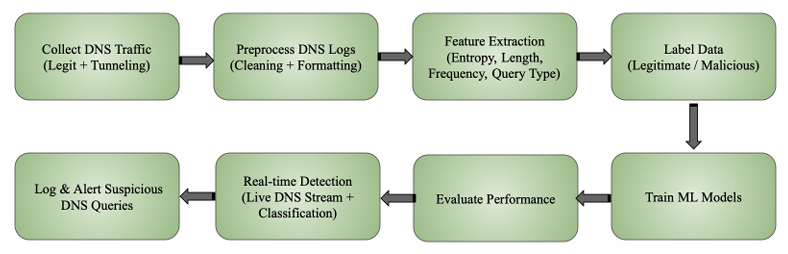 Collect DNS Traffic
(Legit + Tunneling)
Preprocess DNS Logs
(Cleaning + Formatting)
Feature Extraction
(Entropy, Length,
Frequency, Query Type)
Label Data
(Legitimate / Malicious)
Train ML Models
Evaluate Performance
Real-time Detection
(Live DNS Stream +
Classification)
Log & Alert Suspicious
DNS Queries